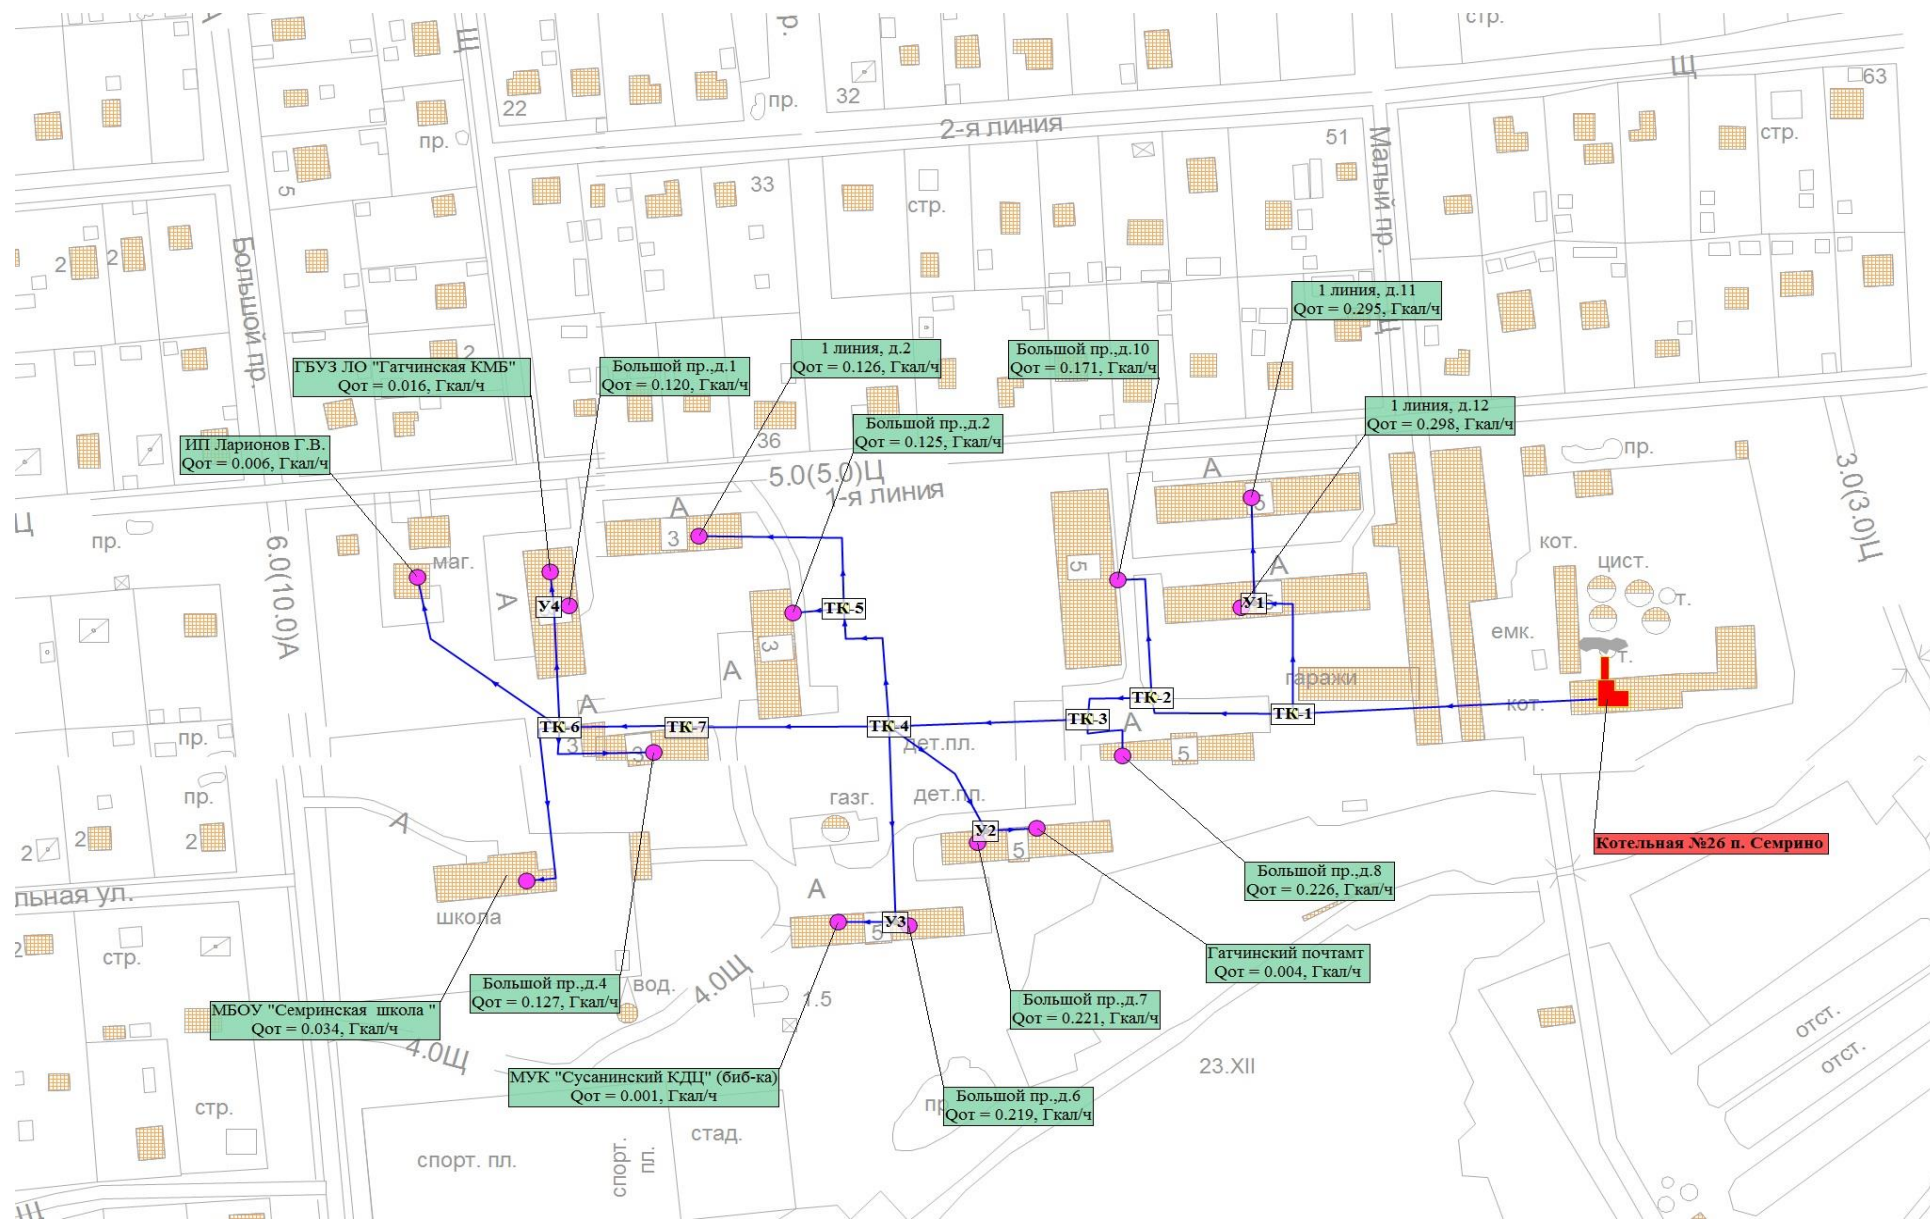 А
Щ
пр.
стр.
Щ
63
22
пр.
32
2-я линия
51
Малый пр.
стр.
пр.
5
33
стр.
2
2
Большой пр.
1 линия, д.11
Qот = 0.295, Гкал/ч
Щ
2
ГБУЗ ЛО "Гатчинская КМБ"
Qот = 0.016, Гкал/ч
Большой пр.,д.1
Qот = 0.120, Гкал/ч
1 линия, д.2
Qот = 0.126, Гкал/ч
Большой пр.,д.10
Qот = 0.171, Гкал/ч
1 линия, д.12
Qот = 0.298, Гкал/ч
Большой пр.,д.2
Qот = 0.125, Гкал/ч
ИП Ларионов Г.В.
Qот = 0.006, Гкал/ч
36
5.0(5.0)Ц
1-я линия
А
пр.
3.0(3.0)Ц
Ц
пр.
6.0(10.0)А
маг.
А
3
5
5
А
кот.
цист.
т.
А
У4
ТК-5
У1
5
емк.
т.
3
А
гаражи
кот.
А
ТК-6
ТК-7
ТК-4
ТК-3
ТК-2
ТК-1
А
3
3
дет.пл.
5
пр.
пр.
А
газг.
дет.пл.
2
2
2
У2
5
Котельная №26 п. Семрино
льная ул.
школа
А
У3
5
Большой пр.,д.8
Qот = 0.226, Гкал/ч
2
стр.
Большой пр.,д.4
Qот = 0.127, Гкал/ч
вод.
4.0Щ
1.5
Гатчинский почтамт
Qот = 0.004, Гкал/ч
МБОУ "Семринская школа "
Qот = 0.034, Гкал/ч
Большой пр.,д.7
Qот = 0.221, Гкал/ч
4.0Щ
МУК "Сусанинский КДЦ" (биб-ка)
Qот = 0.001, Гкал/ч
Большой пр.,д.6
Qот = 0.219, Гкал/ч
пр
23.XII
отст.
отст.
стр.
стад.
спорт. пл.
спорт.
пл.
Щ